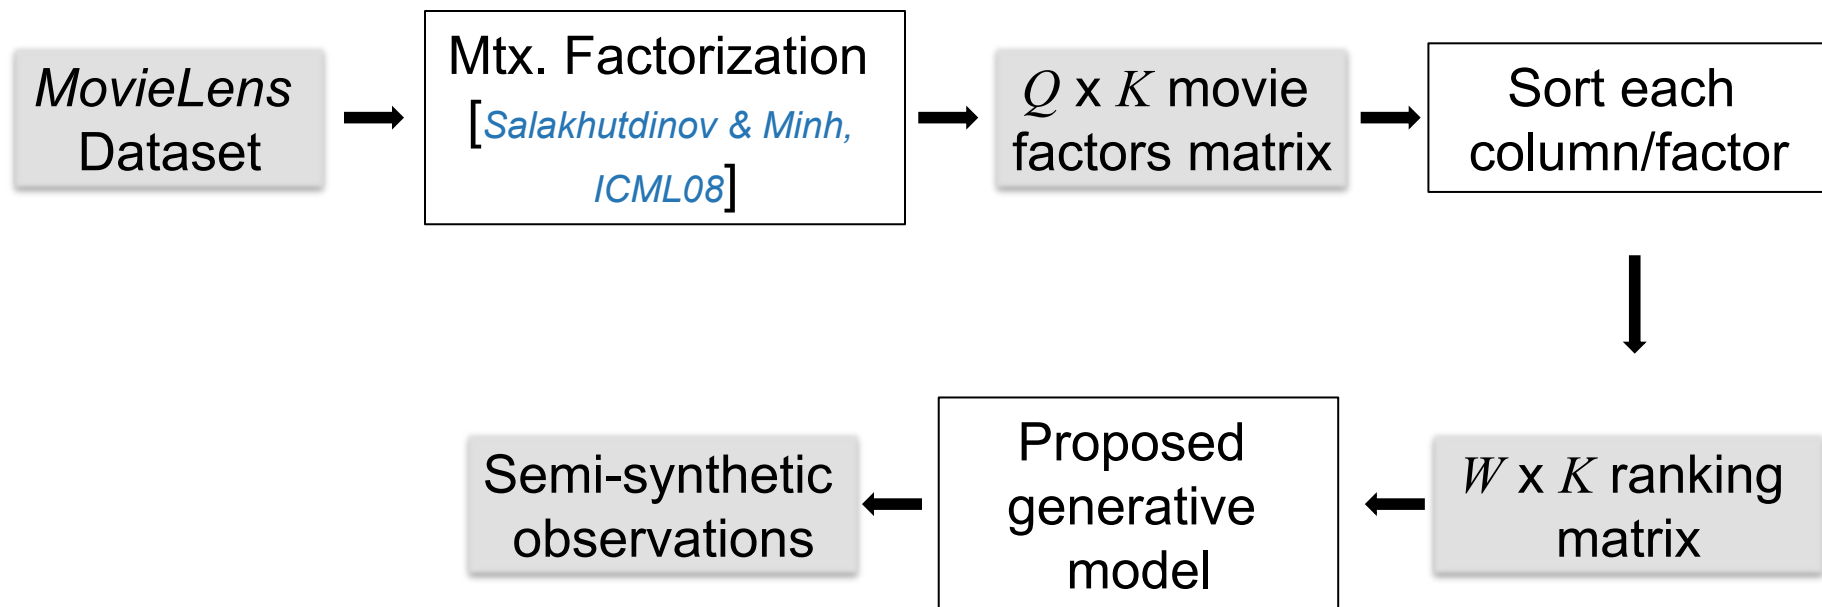 MovieLens
Dataset
Mtx. Factorization
[Salakhutdinov & Minh,
ICML08]
Q x K movie
factors matrix
Sort each
column/factor
Semi-synthetic
observations
Proposed
generative
model
W x K ranking
matrix